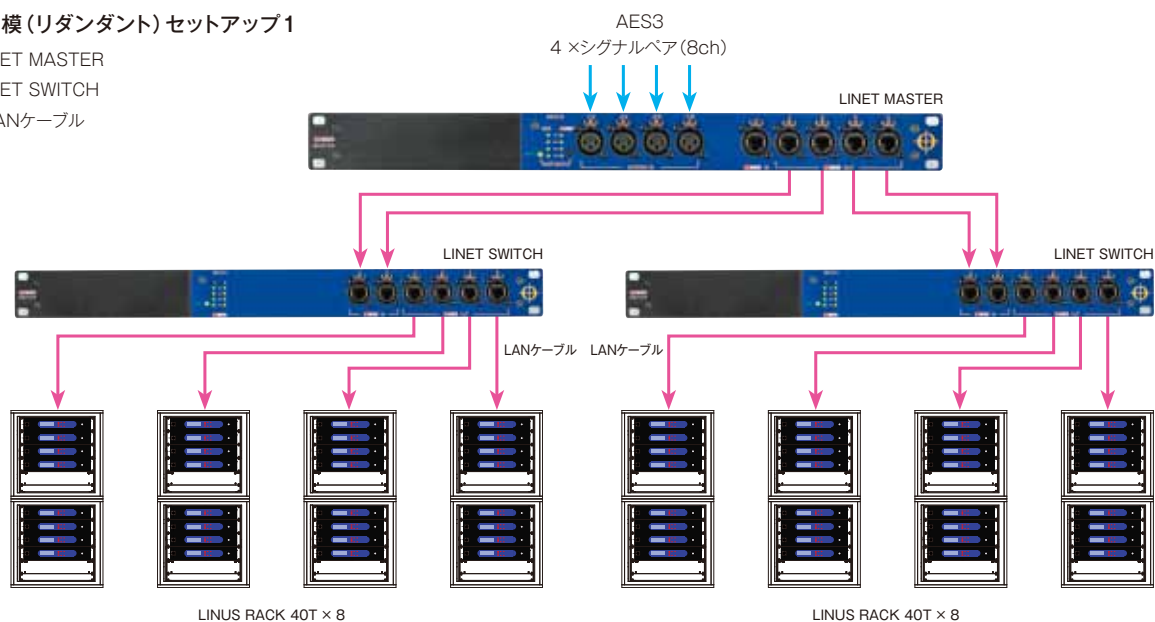 模（リダンダント）セットアップ1
ET MASTER
ET SWITCH
ANケーブル
AES3
4 ×シグナルペア（8ch）
LINET MASTER
LINET SWITCH
LINET SWITCH
LANケーブル
LANケーブル
LINUS RACK 40T × 8
LINUS RACK 40T × 8